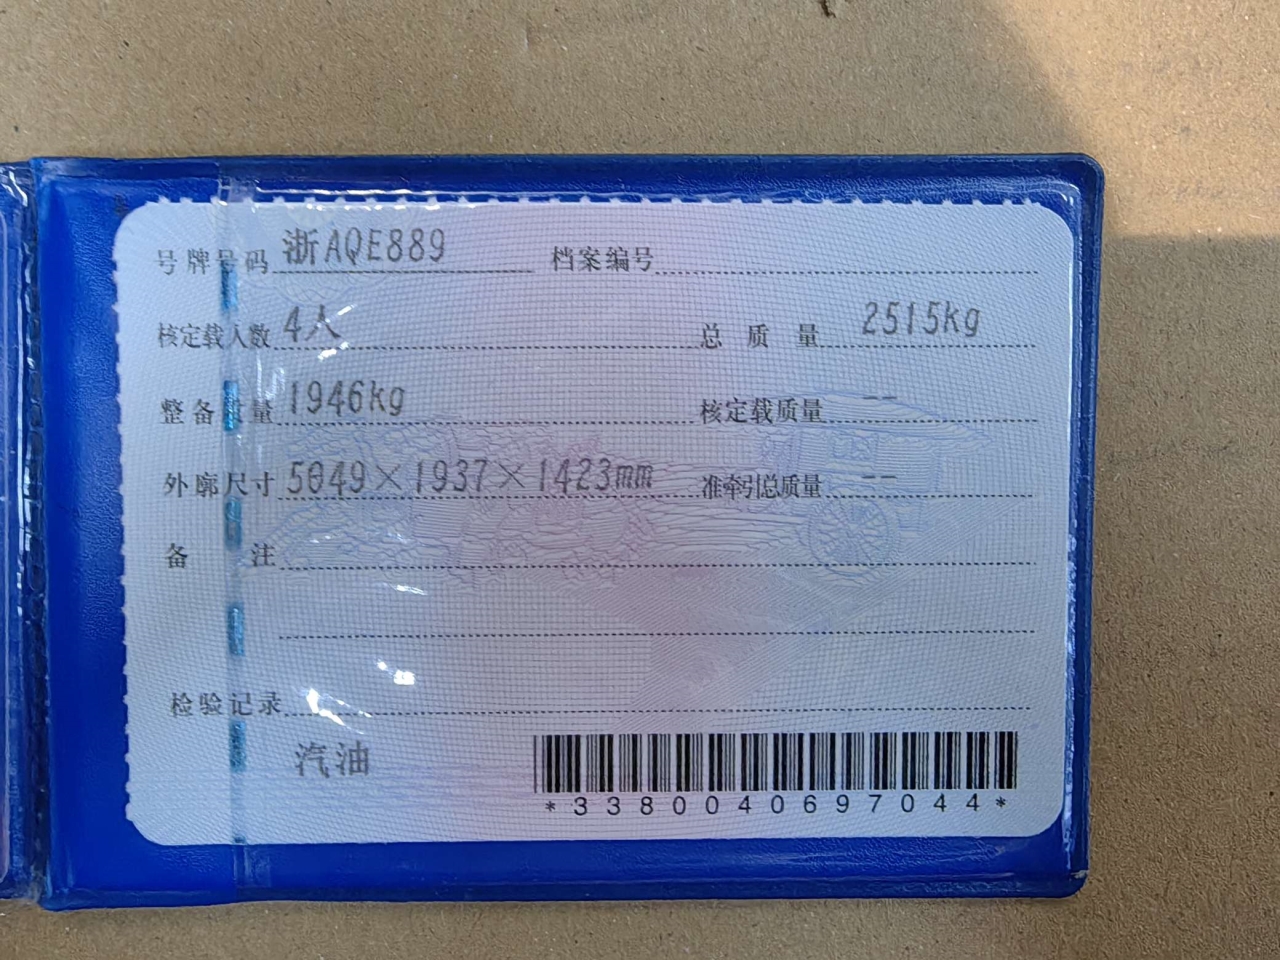 号牌号码 浙AQE889 档案编号
核定载人数 4人 总质量 2515kg
整备质量 1946kg 核定载质量 --
外廓尺寸 5049×1937×1423mm 准牵引总质量 --
备注
检验记录
汽油
*338004069704​4*